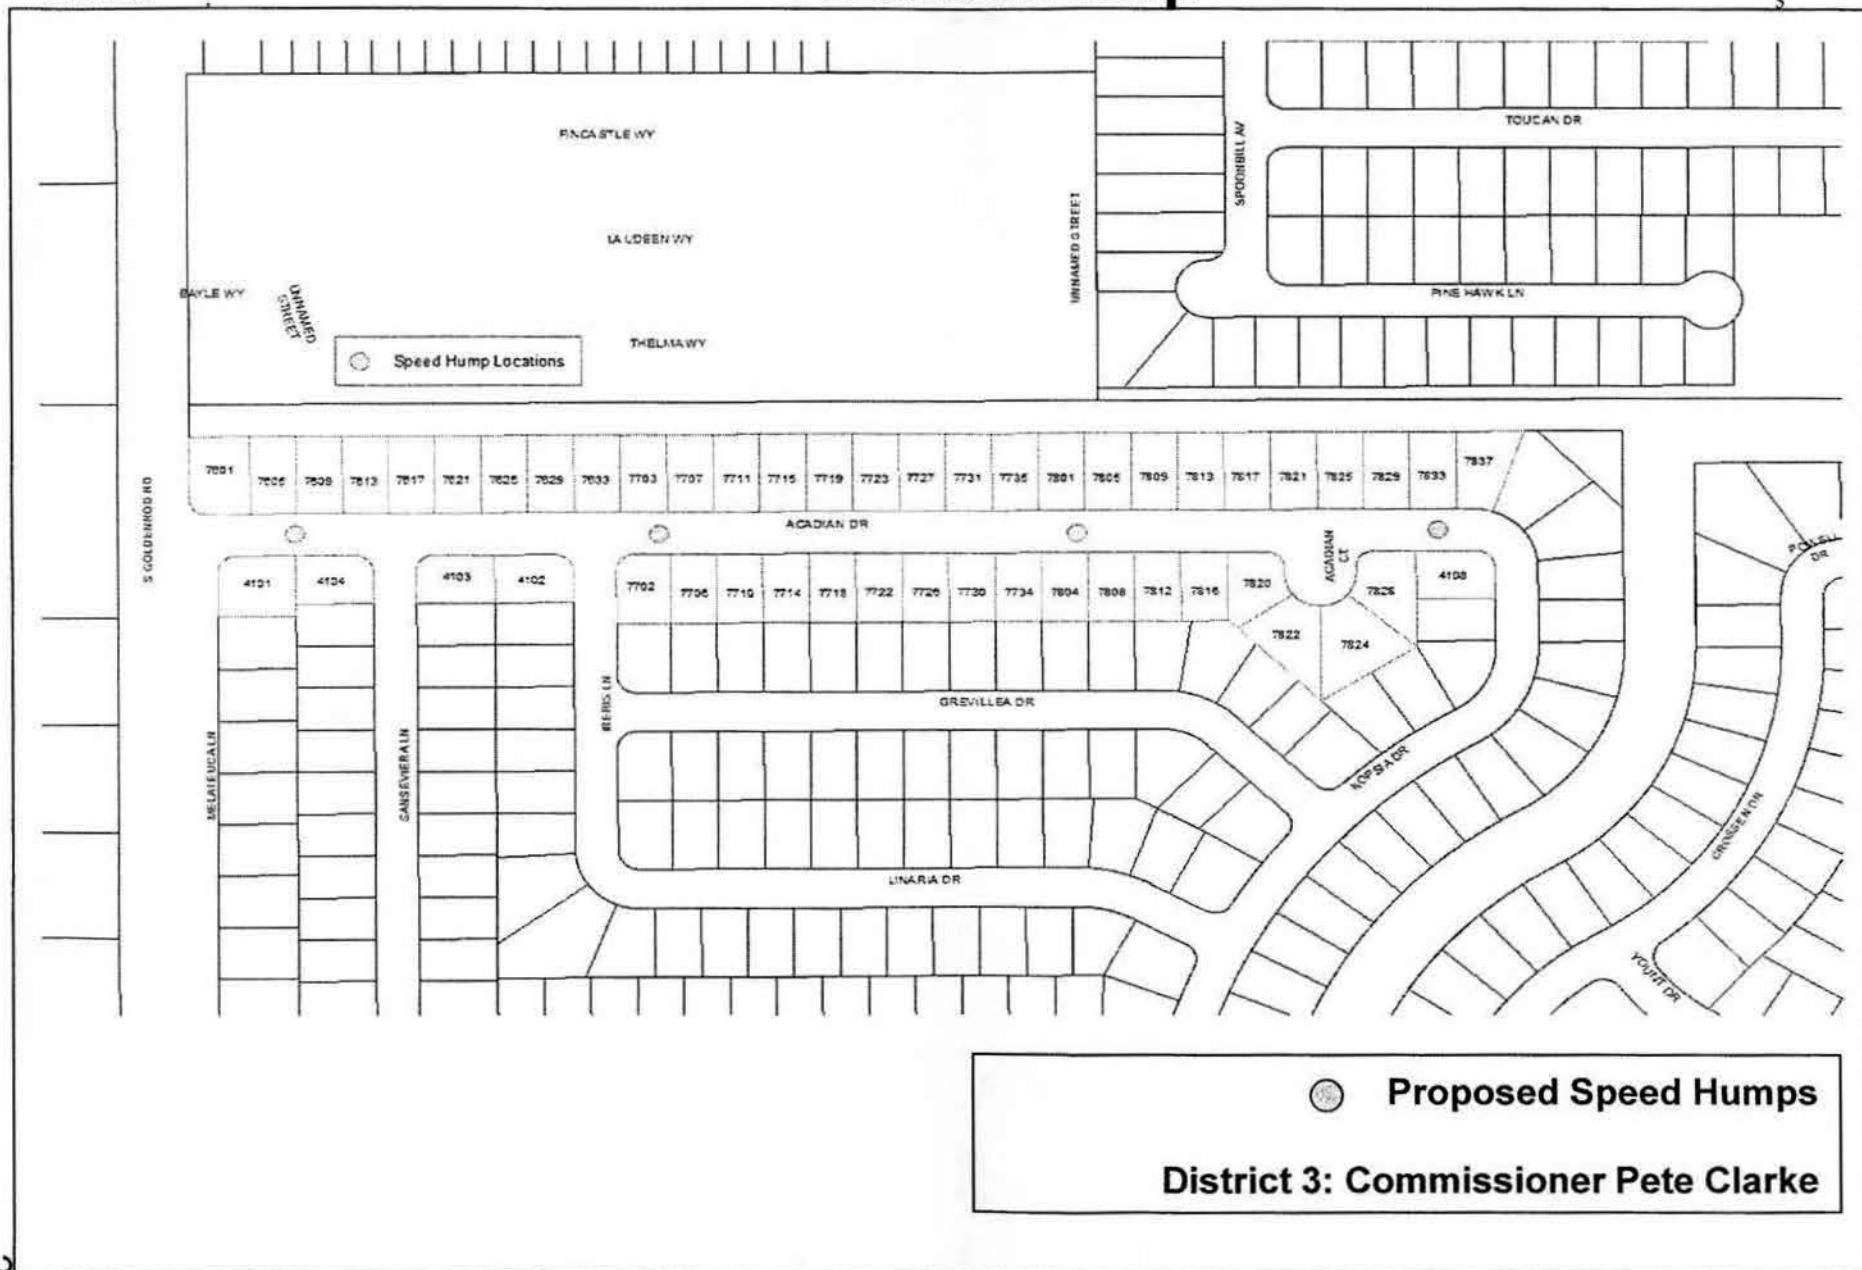 FINCASTLE WY
LAUDEEN WY
BAYLE WY
UNNAMED
STREET
THELMA WY
Speed Hump Locations
UNNAMED STREET
SPOONBILL AV
TOUCAN DR
PINE HAWK LN
S GOLDENROD RD
7601 7605 7609 7613 7617 7621 7625 7629 7633 7703 7707 7711 7715 7719 7723 7727 7731 7735 7801 7805 7809 7813 7817 7821 7825 7829 7833 7837
ACADIAN DR
ACADIAN
CT
4101 4104 4103 4102 7702 7706 7710 7714 7718 7722 7726 7730 7734 7804 7808 7812 7816 7820 7826 4108
7822 7824
MELALEUCA LN
SANSEVIERA LN
IBERIS LN
GREVILLEA DR
KOPSIA DR
LINARIA DR
CROSSEN DR
YOUNT DR
DR
Proposed Speed Humps
District 3: Commissioner Pete Clarke